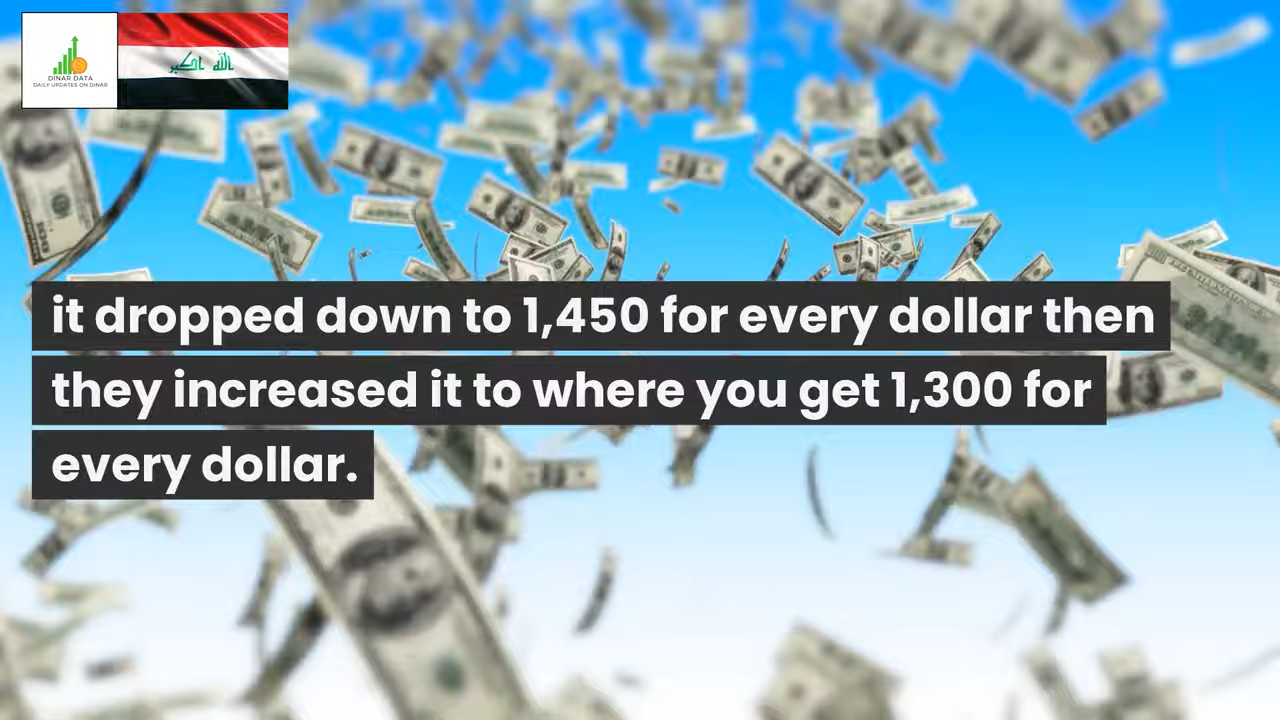 DINAR DATA
DAILY UPDATES ON DINAR
الله اكبر
it dropped down to 1,450 for every dollar then
they increased it to where you get 1,300 for
every dollar.